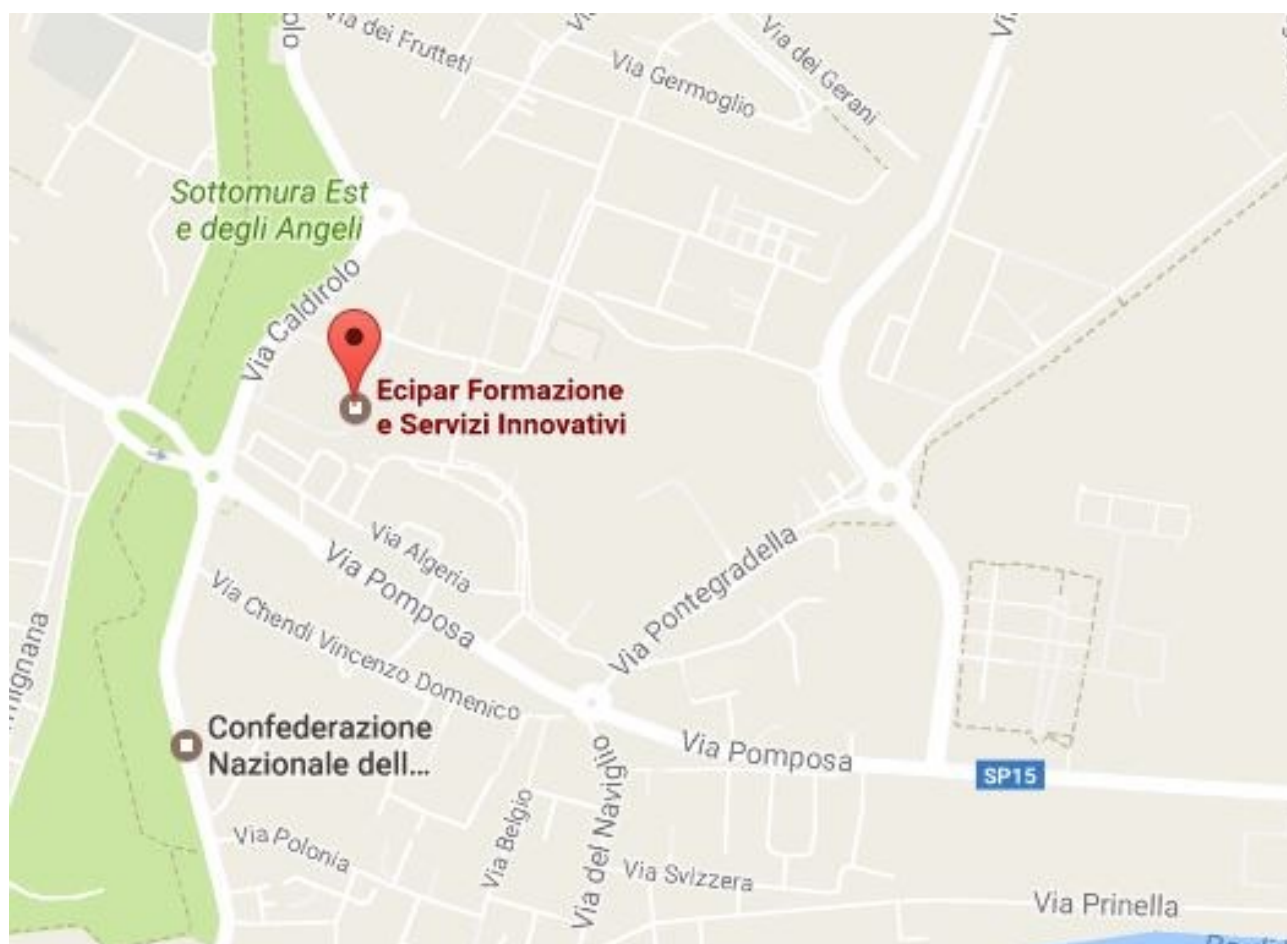 Via dei Frutteti
Via Germoglio
Via dei Gerani
Sottomura Est
e degli Angeli
Via Caldirolo
Ecipar Formazione
e Servizi Innovativi
Via Algeria
Via Pomposa
Via Pontegradella
Via Chendi Vincenzo Domenico
Confederazione
Nazionale dell...
Via Pomposa
SP15
Via Polonia
Via Belgio
Via del Naviglio
Via Svizzera
Via Prinella